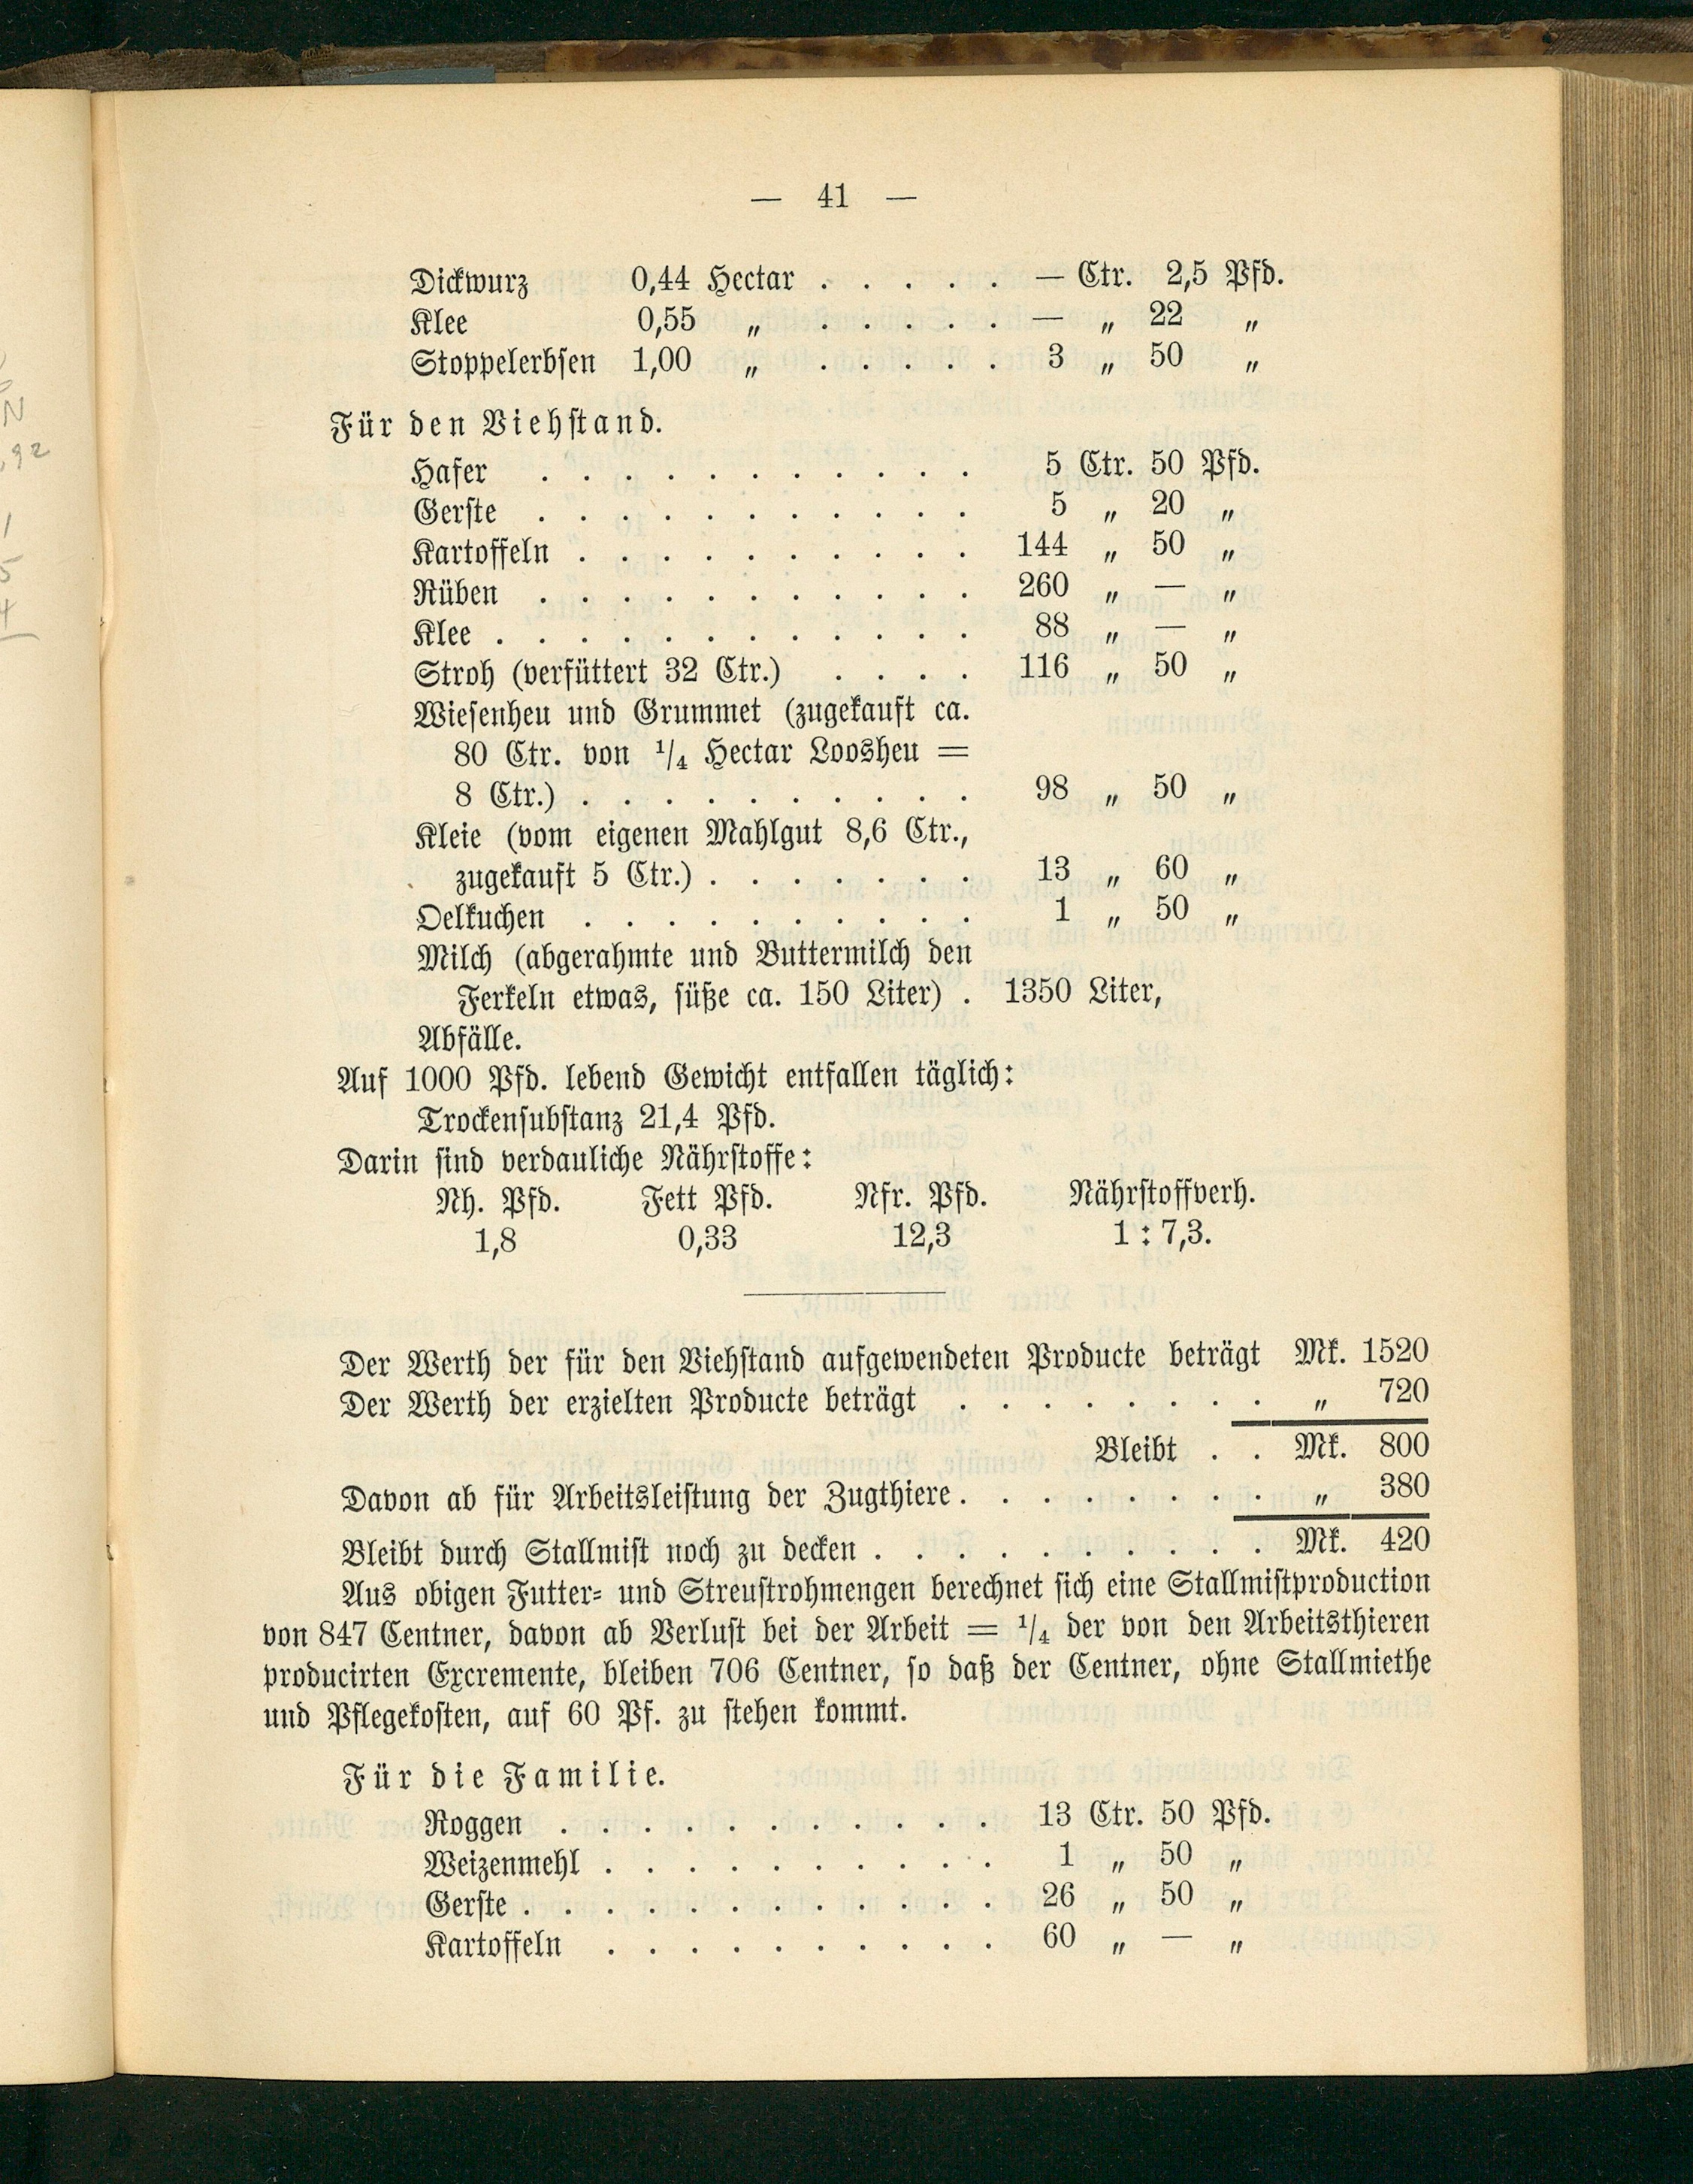 — 41 —
Dickwurz 0,44 Hectar . . . . . — Ctr. 2,5 Pfd.
Klee 0,55 „ . . . . . — „ 22 „
Stoppelerbsen 1,00 „ . . . . . 3 „ 50 „
Für den Viehstand.
Hafer . . . . . . . . . . . 5 Ctr. 50 Pfd.
Gerste . . . . . . . . . . . 5 „ 20 „
Kartoffeln . . . . . . . . . . 144 „ 50 „
Rüben . . . . . . . . . . . 260 „ — „
Klee . . . . . . . . . . . . 88 „ — „
Stroh (verfüttert 32 Ctr.) . . . . 116 „ 50 „
Wiesenheu und Grummet (zugekauft ca.
80 Ctr. von 1/4 Hectar Loosheu =
8 Ctr.) . . . . . . . . . . 98 „ 50 „
Kleie (vom eigenen Mahlgut 8,6 Ctr.,
zugekauft 5 Ctr.) . . . . . . . 13 „ 60 „
Oelkuchen . . . . . . . . . . 1 „ 50 „
Milch (abgerahmte und Buttermilch den
Ferkeln etwas, süße ca. 150 Liter) . 1350 Liter,
Abfälle.
Auf 1000 Pfd. lebend Gewicht entfallen täglich:
Trockensubstanz 21,4 Pfd.
Darin sind verdauliche Nährstoffe:
Nh. Pfd. Fett Pfd. Nfr. Pfd. Nährstoffverh.
1,8 0,33 12,3 1 : 7,3.
Der Werth der für den Viehstand aufgewendeten Producte beträgt Mk. 1520
Der Werth der erzielten Producte beträgt . . . . . . . . „ 720
Bleibt . . Mk. 800
Davon ab für Arbeitsleistung der Zugthiere . . . . . . . . „ 380
Bleibt durch Stallmist noch zu decken . . . . . . . . . . Mk. 420
Aus obigen Futter- und Streustrohmengen berechnet sich eine Stallmistproduction
von 847 Centner, davon ab Verlust bei der Arbeit = 1/4 der von den Arbeitsthieren
producirten Excremente, bleiben 706 Centner, so daß der Centner, ohne Stallmiethe
und Pflegekosten, auf 60 Pf. zu stehen kommt.
Für die Familie.
Roggen . . . . . . . . . . . 13 Ctr. 50 Pfd.
Weizenmehl . . . . . . . . . . 1 „ 50 „
Gerste . . . . . . . . . . . . 26 „ 50 „
Kartoffeln . . . . . . . . . . 60 „ — „